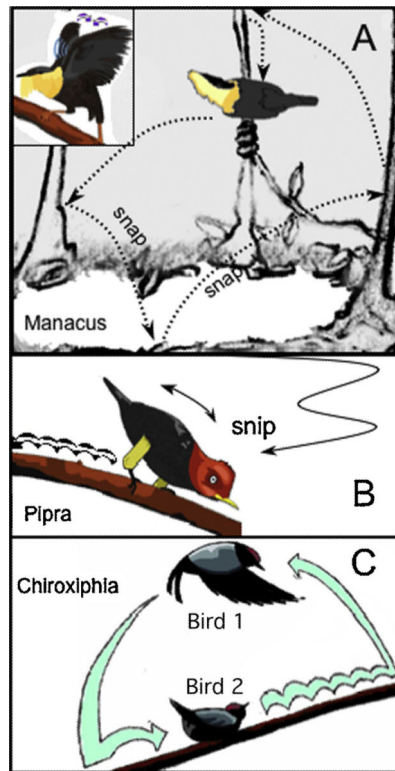 A
snap
snap
Manacus
snip
Pipra
B
C
Chiroxiphia
Bird 1
Bird 2